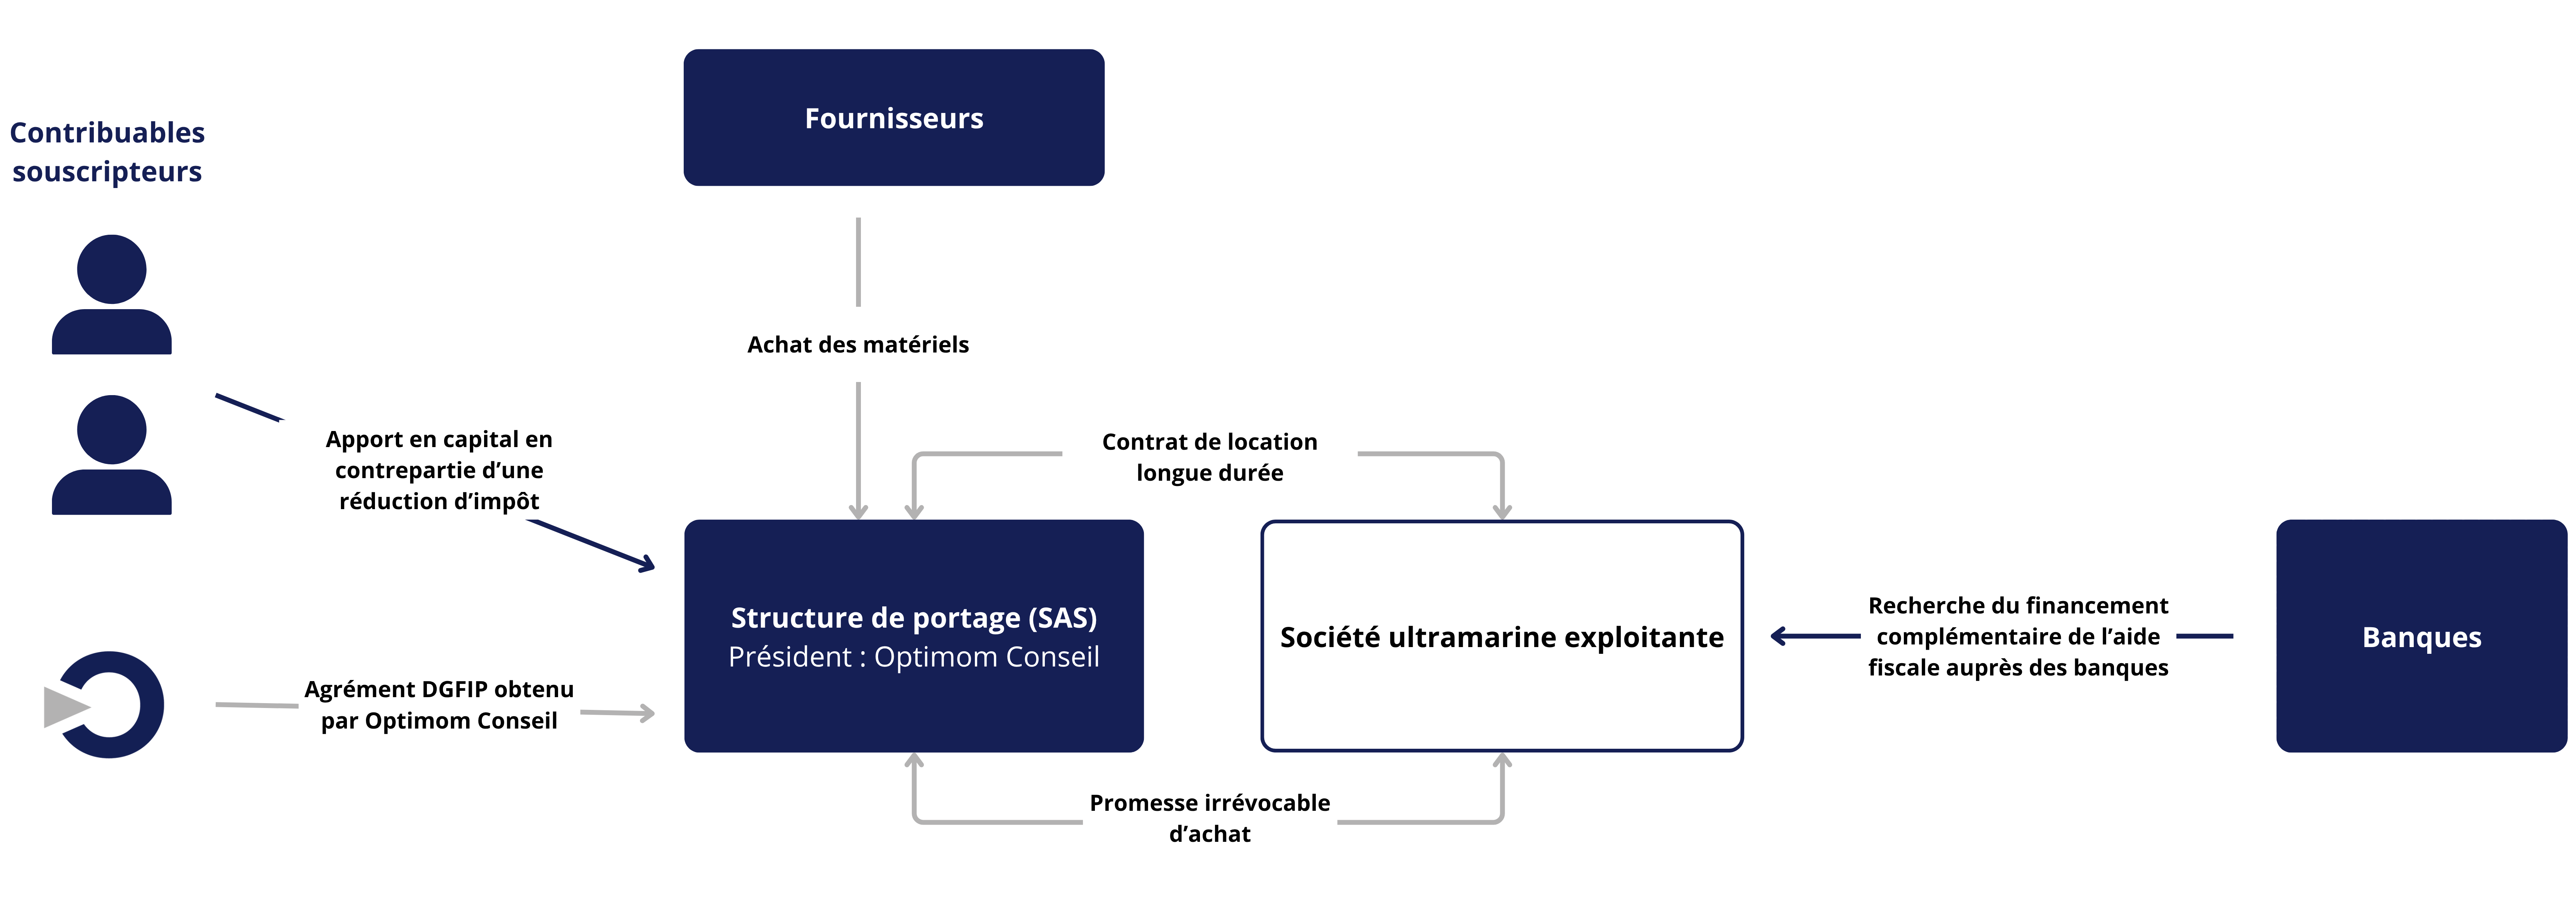 Contribuables
souscripteurs
Fournisseurs
Achat des matériels
Apport en capital en
contrepartie d’une
réduction d’impôt
Contrat de location
longue durée
Structure de portage (SAS)
Président : Optimom Conseil
Société ultramarine exploitante
Recherche du financement
complémentaire de l’aide
fiscale auprès des banques
Banques
Agrément DGFIP obtenu
par Optimom Conseil
Promesse irrévocable
d’achat